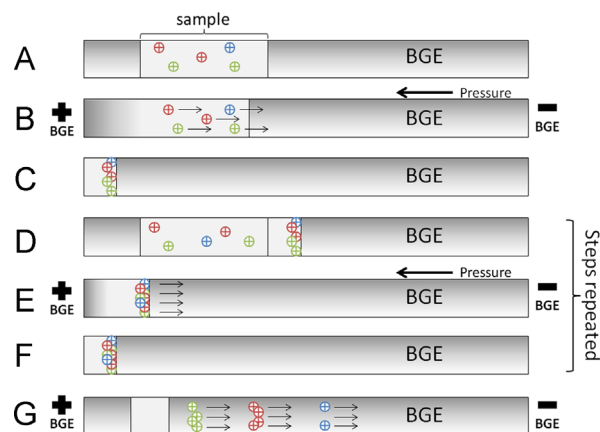 sample
A BGE
Pressure
B + BGE BGE − BGE
C BGE
D BGE
Pressure
E + BGE BGE − BGE
F BGE
G + BGE BGE − BGE
Steps repeated